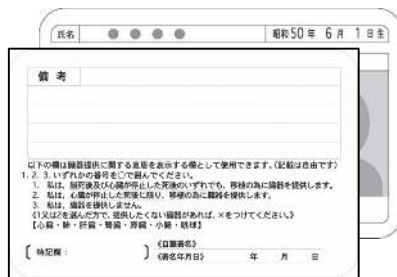 氏名 ● ● ● ● 昭和50年 6月 1日生
備考
以下の欄は臓器提供に関する意思を表示する欄として使用できます。(記載は自由です)
1. 2. 3. いずれかの番号を○で囲んでください。
1. 私は、脳死後及び心臓が停止した死後のいずれでも、移植の為に臓器を提供します。
2. 私は、心臓が停止した死後に限り、移植の為に臓器を提供します。
3. 私は、臓器を提供しません。
《1又は2を選んだ方で、提供したくない臓器があれば、×をつけてください。》
【心臓・肺・肝臓・腎臓・膵臓・小腸・眼球】
〔特記欄: 〕
《自筆署名》
《署名年月日》 年 月 日